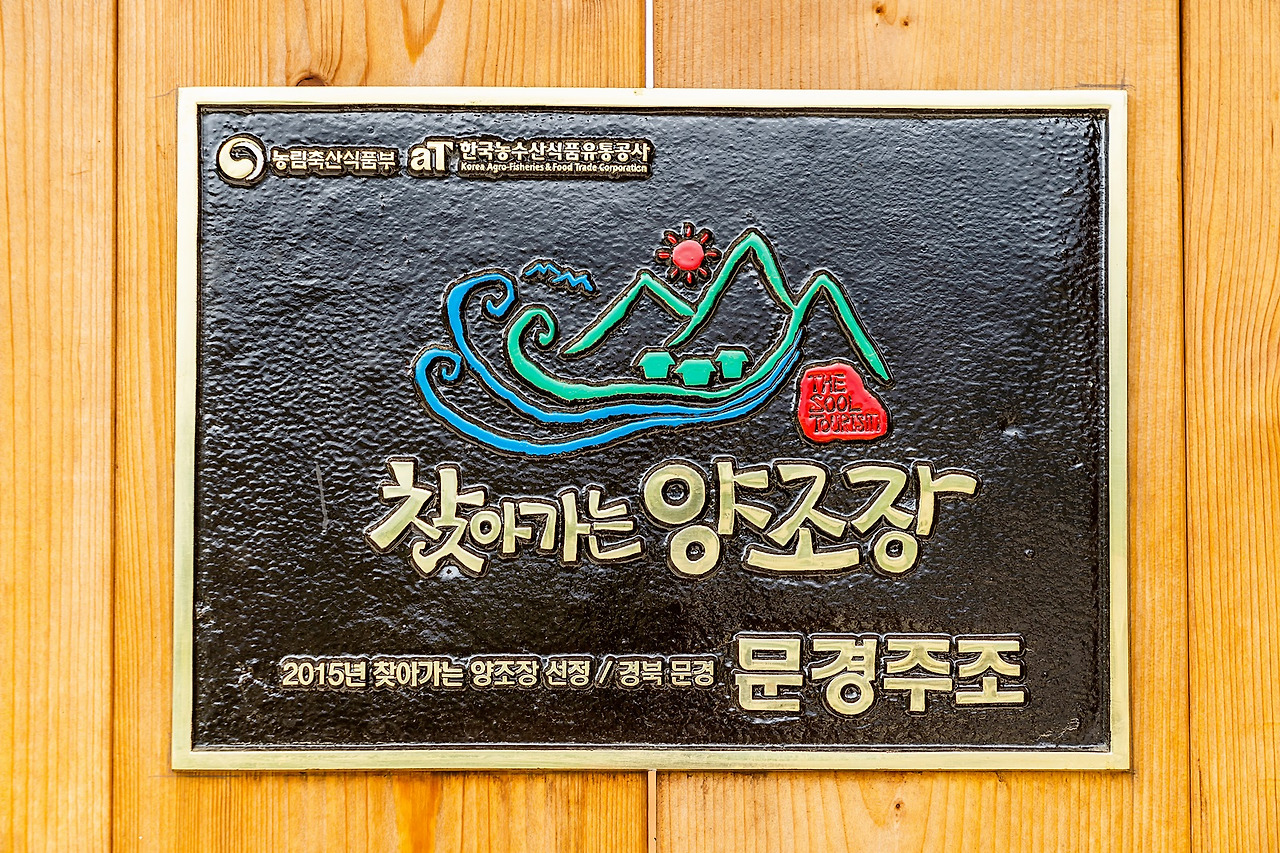 농림축산식품부 aT 한국농수산식품유통공사
Korea Agro-Fisheries & Food Trade Corporation
THE
SOOL
TOURISM
찾아가는 양조장
2015년 찾아가는 양조장 선정 / 경북 문경 문경주조